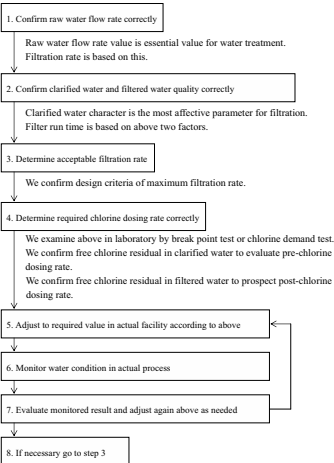 1. Confirm raw water flow rate correctly
Raw water flow rate value is essential value for water treatment.
Filtration rate is based on this.
2. Confirm clarified water and filtered water quality correctly
Clarified water character is the most affective parameter for filtration.
Filter run time is based on above two factors.
3. Determine acceptable filtration rate
We confirm design criteria of maximum filtration rate.
4. Determine required chlorine dosing rate correctly
We examine above in laboratory by break point test or chlorine demand test.
We confirm free chlorine residual in clarified water to evaluate pre-chlorine
dosing rate.
We confirm free chlorine residual in filtered water to prospect post-chlorine
dosing rate.
5. Adjust to required value in actual facility according to above
6. Monitor water condition in actual process
7. Evaluate monitored result and adjust again above as needed
8. If necessary go to step 3